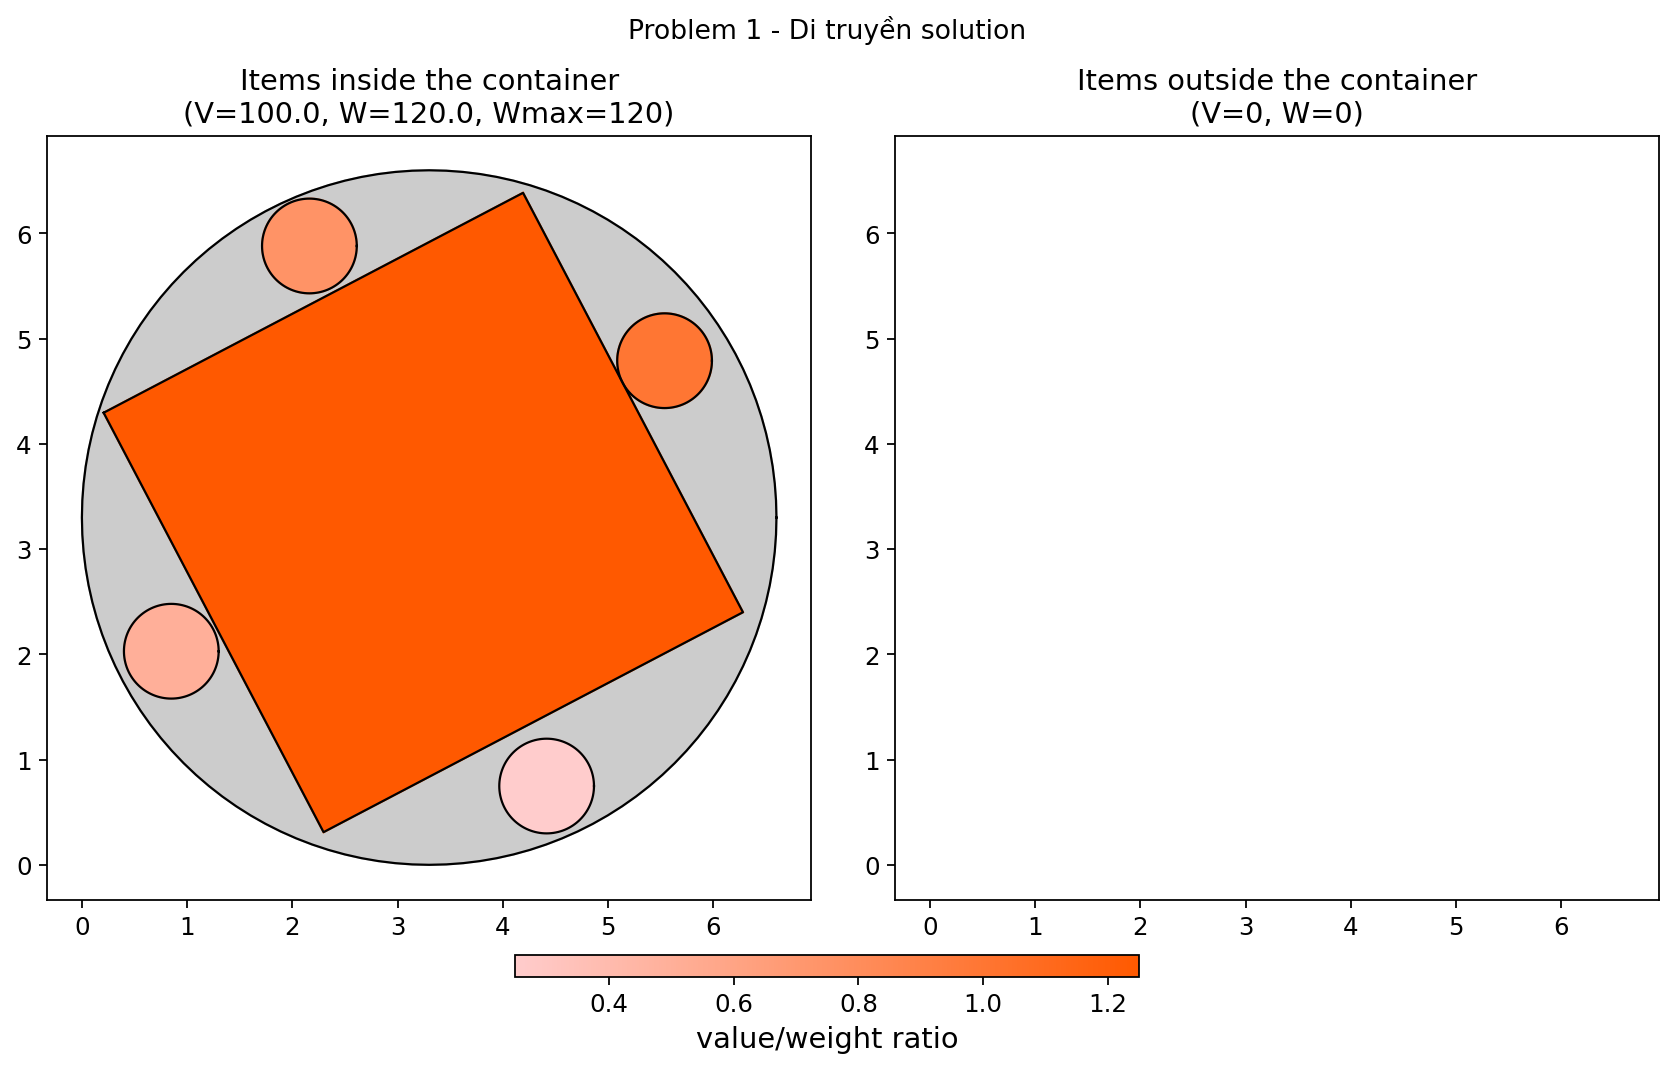 Problem 1 - Di truyền solution
Items inside the container
(V=100.0, W=120.0, Wmax=120)
Items outside the container
(V=0, W=0)
6
5
4
3
2
1
0
0 1 2 3 4 5 6
6
5
4
3
2
1
0
0 1 2 3 4 5 6
0.4 0.6 0.8 1.0 1.2
value/weight ratio